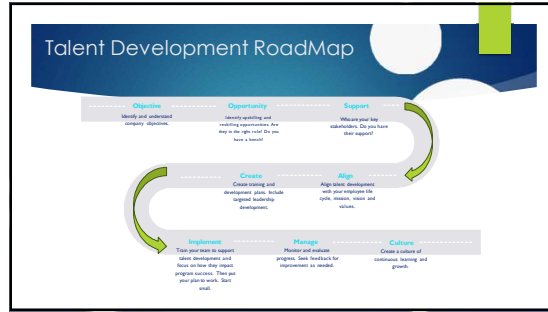 Talent Development RoadMap
Objective
Identify and understand
company objectives.
Opportunity
Identify upskilling and
reskilling opportunities. Are
they in the right role? Do you
have a bench?
Support
Who are your key
stakeholders. Do you have
their support?
Create
Create training and
development plans. Include
targeted leadership
development.
Align
Align talent development
with your employee life
cycle, mission, vision and
values.
Implement
Train your team to support
talent development and
focus on how they impact
program success. Then put
your plan to work. Start
small.
Manage
Monitor and evaluate
progress. Seek feedback for
improvement as needed.
Culture
Create a culture of
continuous learning and
growth.